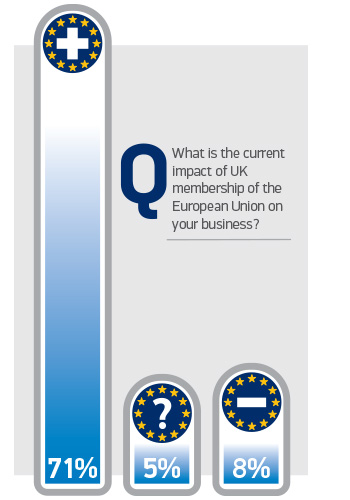 Q
What is the current
impact of UK
membership of the
European Union on
your business?
+
?
-
71%
5%
8%